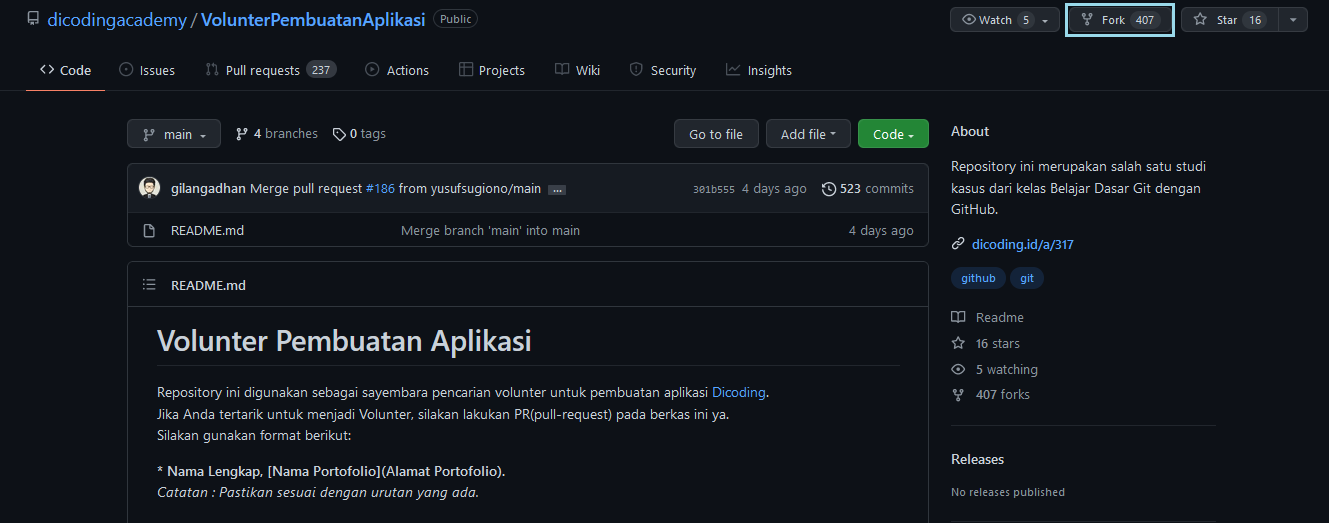 dicodingacademy / VolunterPembuatanAplikasi Public
Watch 5 Fork 407 Star 16
Code Issues Pull requests 237 Actions Projects Wiki Security Insights
main 4 branches 0 tags Go to file Add file Code
gilangadhan Merge pull request #186 from yusufsugiono/main ... 301b555 4 days ago 523 commits
README.md Merge branch 'main' into main 4 days ago
README.md
Volunter Pembuatan Aplikasi
Repository ini digunakan sebagai sayembara pencarian volunter untuk pembuatan aplikasi Dicoding.
Jika Anda tertarik untuk menjadi Volunter, silakan lakukan PR(pull-request) pada berkas ini ya.
Silakan gunakan format berikut:
* Nama Lengkap, [Nama Portofolio](Alamat Portofolio).
Catatan : Pastikan sesuai dengan urutan yang ada.
About
Repository ini merupakan salah satu studi
kasus dari kelas Belajar Dasar Git dengan
GitHub.
dicoding.id/a/317
github git
Readme
16 stars
5 watching
407 forks
Releases
No releases published